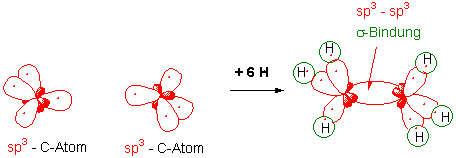 sp³ - sp³
σ-Bindung
+ 6 H
H
H
H
H
H
H
sp³ - C-Atom
sp³ - C-Atom